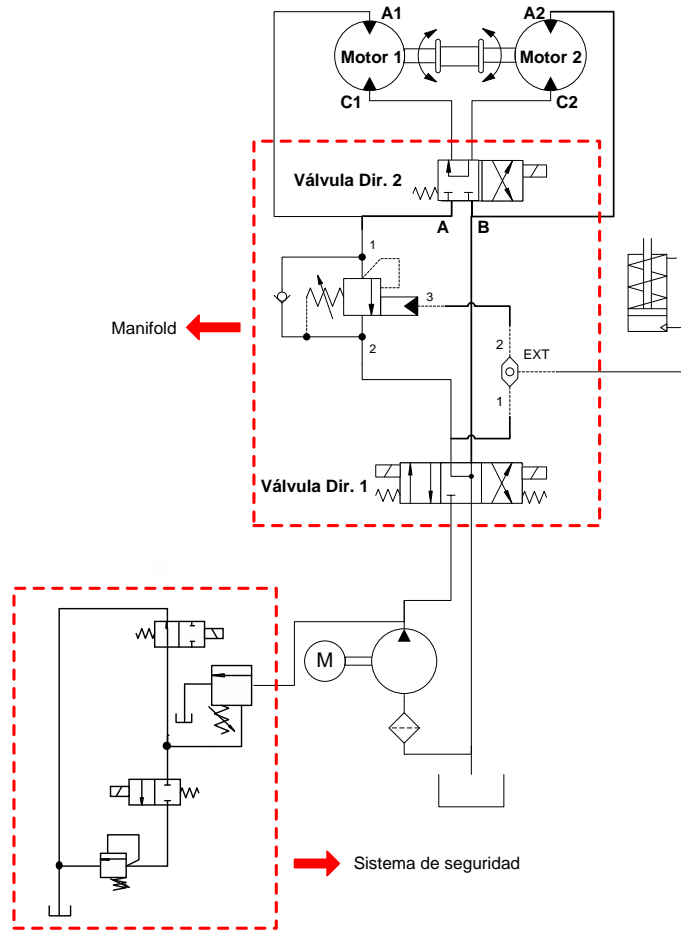 A1
A2
Motor 1
Motor 2
C1
C2
Válvula Dir. 2
A
B
1
3
Manifold
2
2
EXT
1
Válvula Dir. 1
M
Sistema de seguridad